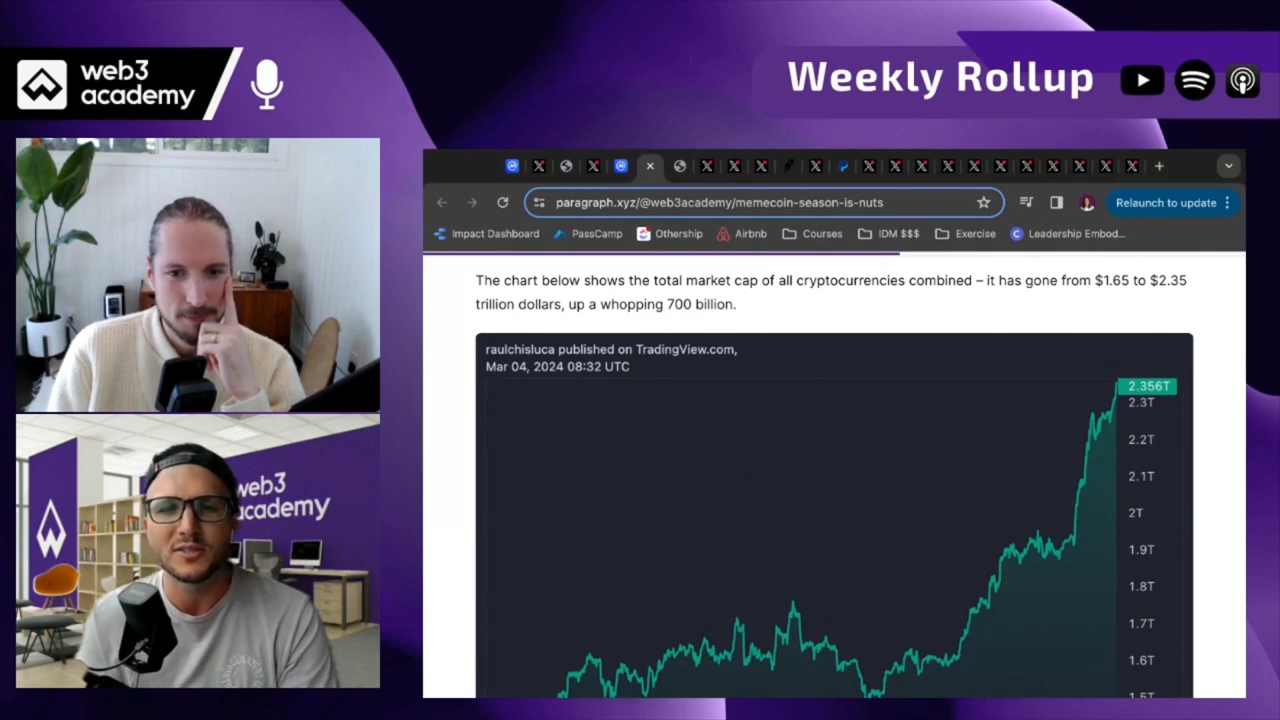 web3
academy
Weekly Rollup
paragraph.xyz/@web3academy/memecoin-season-is-nuts
Relaunch to update
Impact Dashboard
PassCamp
Othership
Airbnb
Courses
IDM $$$
Exercise
Leadership Embod...
The chart below shows the total market cap of all cryptocurrencies combined – it has gone from $1.65 to $2.35
trillion dollars, up a whopping 700 billion.
raulchisluca published on TradingView.com,
Mar 04, 2024 08:32 UTC
2.356T
2.3T
2.2T
2.1T
2T
1.9T
1.8T
1.7T
1.6T
1.5T
web3
academy